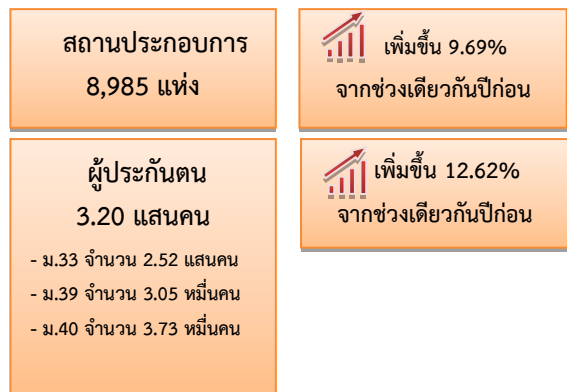 สถานประกอบการ
8,985 แห่ง
เพิ่มขึ้น 9.69%
จากช่วงเดียวกันปีก่อน
ผู้ประกันตน
3.20 แสนคน
- ม.33 จำนวน 2.52 แสนคน
- ม.39 จำนวน 3.05 หมื่นคน
- ม.40 จำนวน 3.73 หมื่นคน
เพิ่มขึ้น 12.62%
จากช่วงเดียวกันปีก่อน